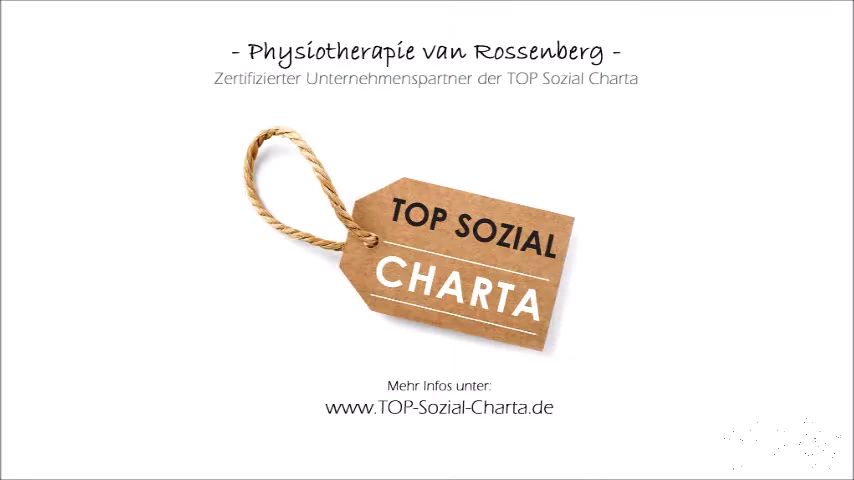 - Physiotherapie van Rossenberg -
Zertifizierter Unternehmenspartner der TOP Sozial Charta
TOP SOZIAL
CHARTA
Mehr Infos unter:
www.TOP-Sozial-Charta.de